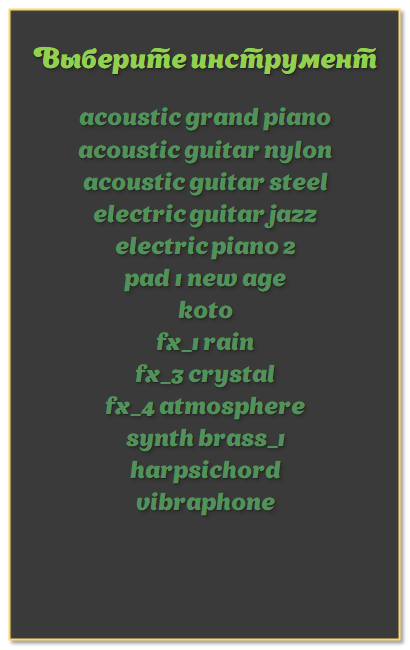 Выберите инструмент
acoustic grand piano
acoustic guitar nylon
acoustic guitar steel
electric guitar jazz
electric piano 2
pad 1 new age
koto
fx_1 rain
fx_3 crystal
fx_4 atmosphere
synth brass_1
harpsichord
vibraphone